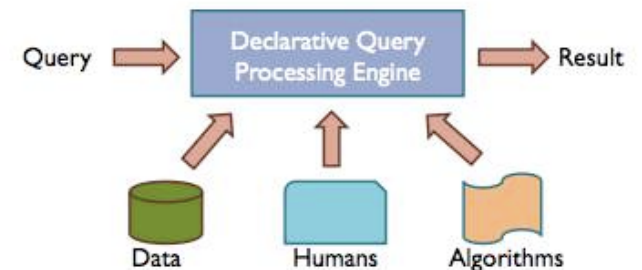 Query
Declarative Query
Processing Engine
Result
Data
Humans
Algorithms